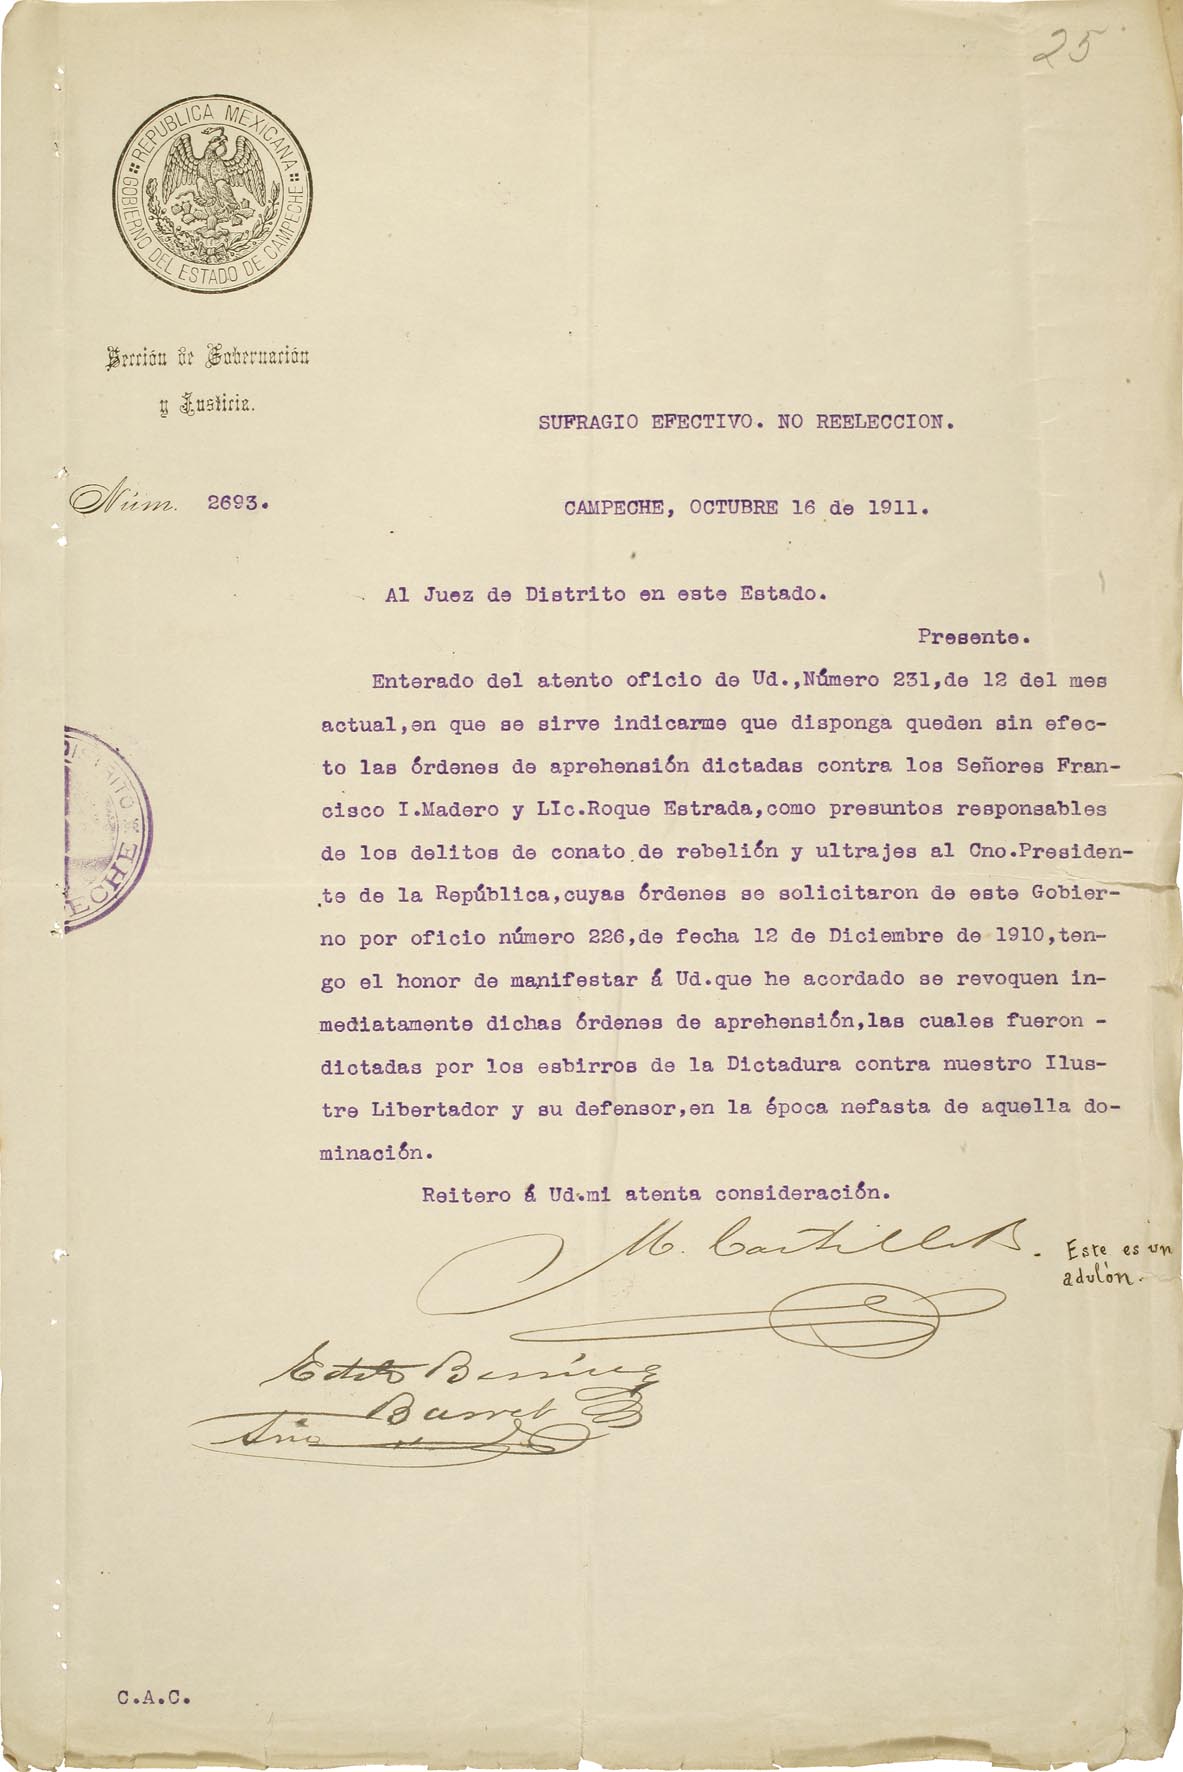 25
REPUBLICA MEXICANA
GOBIERNO DEL ESTADO DE CAMPECHE
Sección de Gobernación
y Justicia.
SUFRAGIO EFECTIVO. NO REELECCION.
Núm. 2693.
CAMPECHE, OCTUBRE 16 de 1911.
Al Juez de Distrito en este Estado.
Presente.
Enterado del atento oficio de Ud.,Número 231,de 12 del mes
actual,en que se sirve indicarme que disponga queden sin efec-
to las órdenes de aprehensión dictadas contra los Señores Fran-
cisco I.Madero y LIc.Roque Estrada,como presuntos responsables
de los delitos de conato de rebelión y ultrajes al Cno.Presiden-
te de la República,cuyas órdenes se solicitaron de este Gobier-
no por oficio número 226,de fecha 12 de Diciembre de 1910,ten-
go el honor de manifestar á Ud.que he acordado se revoquen in-
mediatamente dichas órdenes de aprehensión,las cuales fueron -
dictadas por los esbirros de la Dictadura contra nuestro Ilus-
tre Libertador y su defensor,en la época nefasta de aquella do-
minación.
Reitero á Ud.mi atenta consideración.
DISTRITO
ECHE
M. Castillo B.
Este es un
adulón.
Barret
Srio
C.A.C.